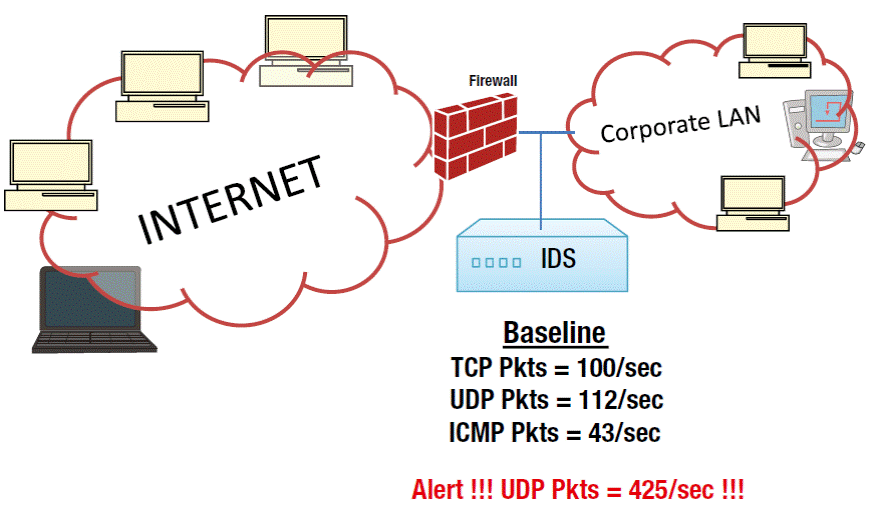 INTERNET
Firewall
Corporate LAN
IDS
Baseline
TCP Pkts = 100/sec
UDP Pkts = 112/sec
ICMP Pkts = 43/sec
Alert !!! UDP Pkts = 425/sec !!!